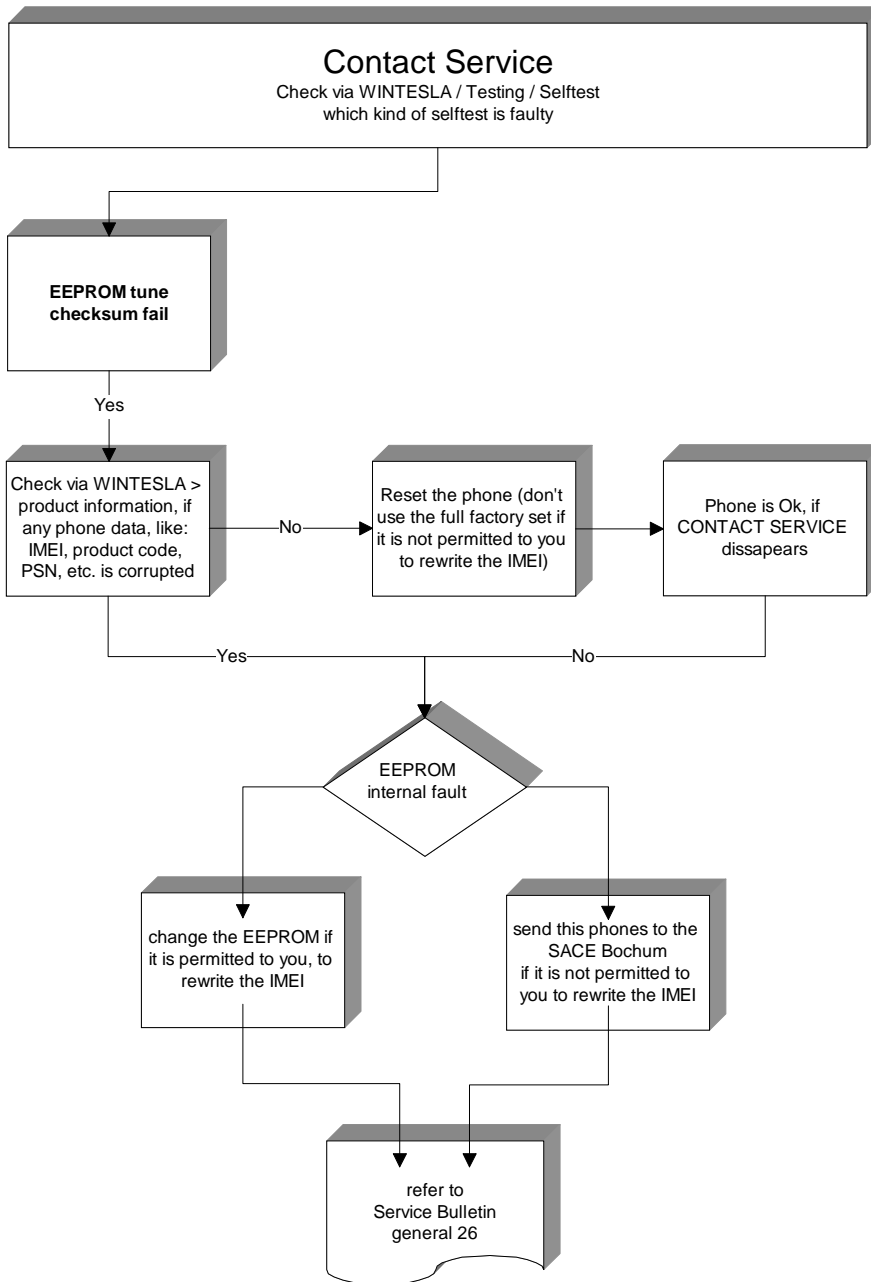 Contact Service
Check via WINTESLA / Testing / Selftest
which kind of selftest is faulty
EEPROM tune
checksum fail
Yes
Check via WINTESLA >
product information, if
any phone data, like:
IMEI, product code,
PSN, etc. is corrupted
No
Reset the phone (don't
use the full factory set if
it is not permitted to you
to rewrite the IMEI)
Phone is Ok, if
CONTACT SERVICE
dissapears
Yes
No
EEPROM
internal fault
change the EEPROM if
it is permitted to you, to
rewrite the IMEI
send this phones to the
SACE Bochum
if it is not permitted to
you to rewrite the IMEI
refer to
Service Bulletin
general 26